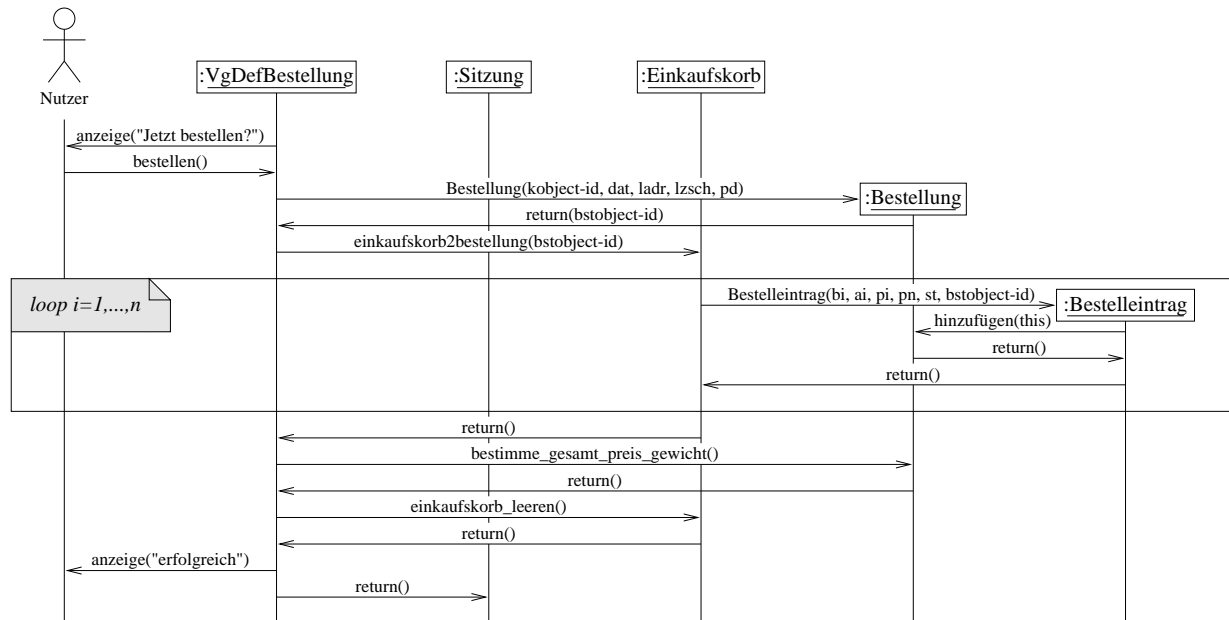 :VgDefBestellung
:Sitzung
:Einkaufskorb
Nutzer
anzeige("Jetzt bestellen?")
bestellen()
Bestellung(kobject-id, dat, ladr, lzsch, pd)
:Bestellung
return(bstobject-id)
einkaufskorb2bestellung(bstobject-id)
loop i=1,...,n
Bestelleintrag(bi, ai, pi, pn, st, bstobject-id)
:Bestelleintrag
hinzufügen(this)
return()
return()
return()
bestimme_gesamt_preis_gewicht()
return()
einkaufskorb_leeren()
return()
anzeige("erfolgreich")
return()